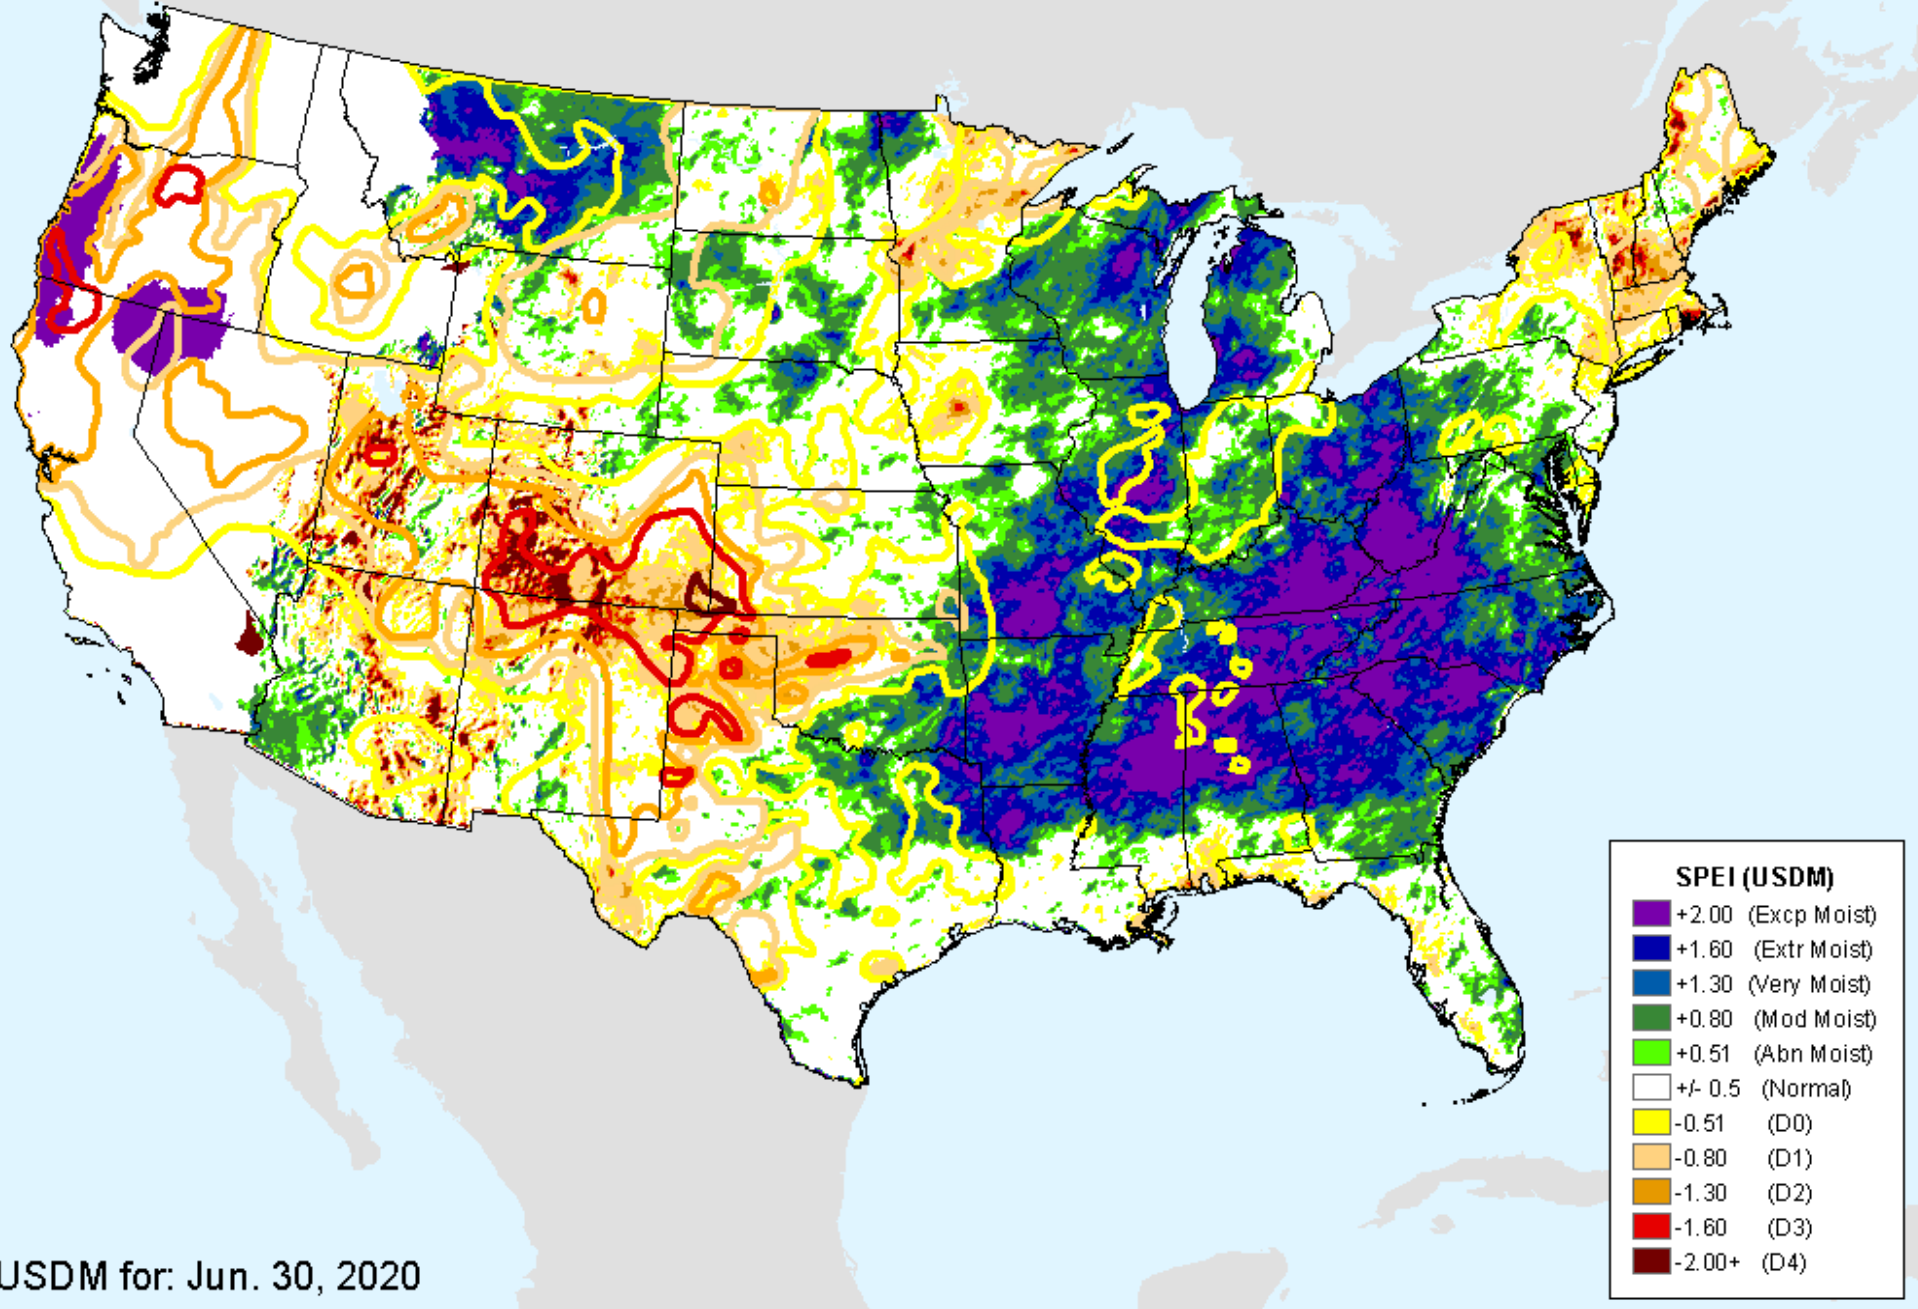 SPEI (USDM)
+2.00 (Excp Moist)
+1.60 (Extr Moist)
+1.30 (Very Moist)
+0.80 (Mod Moist)
+0.51 (Abn Moist)
+/- 0.5 (Normal)
-0.51 (D0)
-0.80 (D1)
-1.30 (D2)
-1.60 (D3)
-2.00+ (D4)
USDM for: Jun. 30, 2020